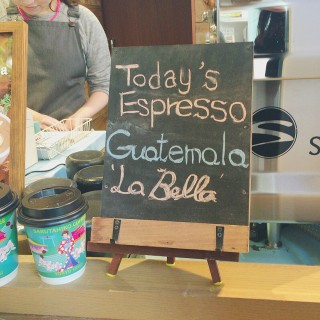 Today's
Espresso
Guatemala
'La Bella'
S